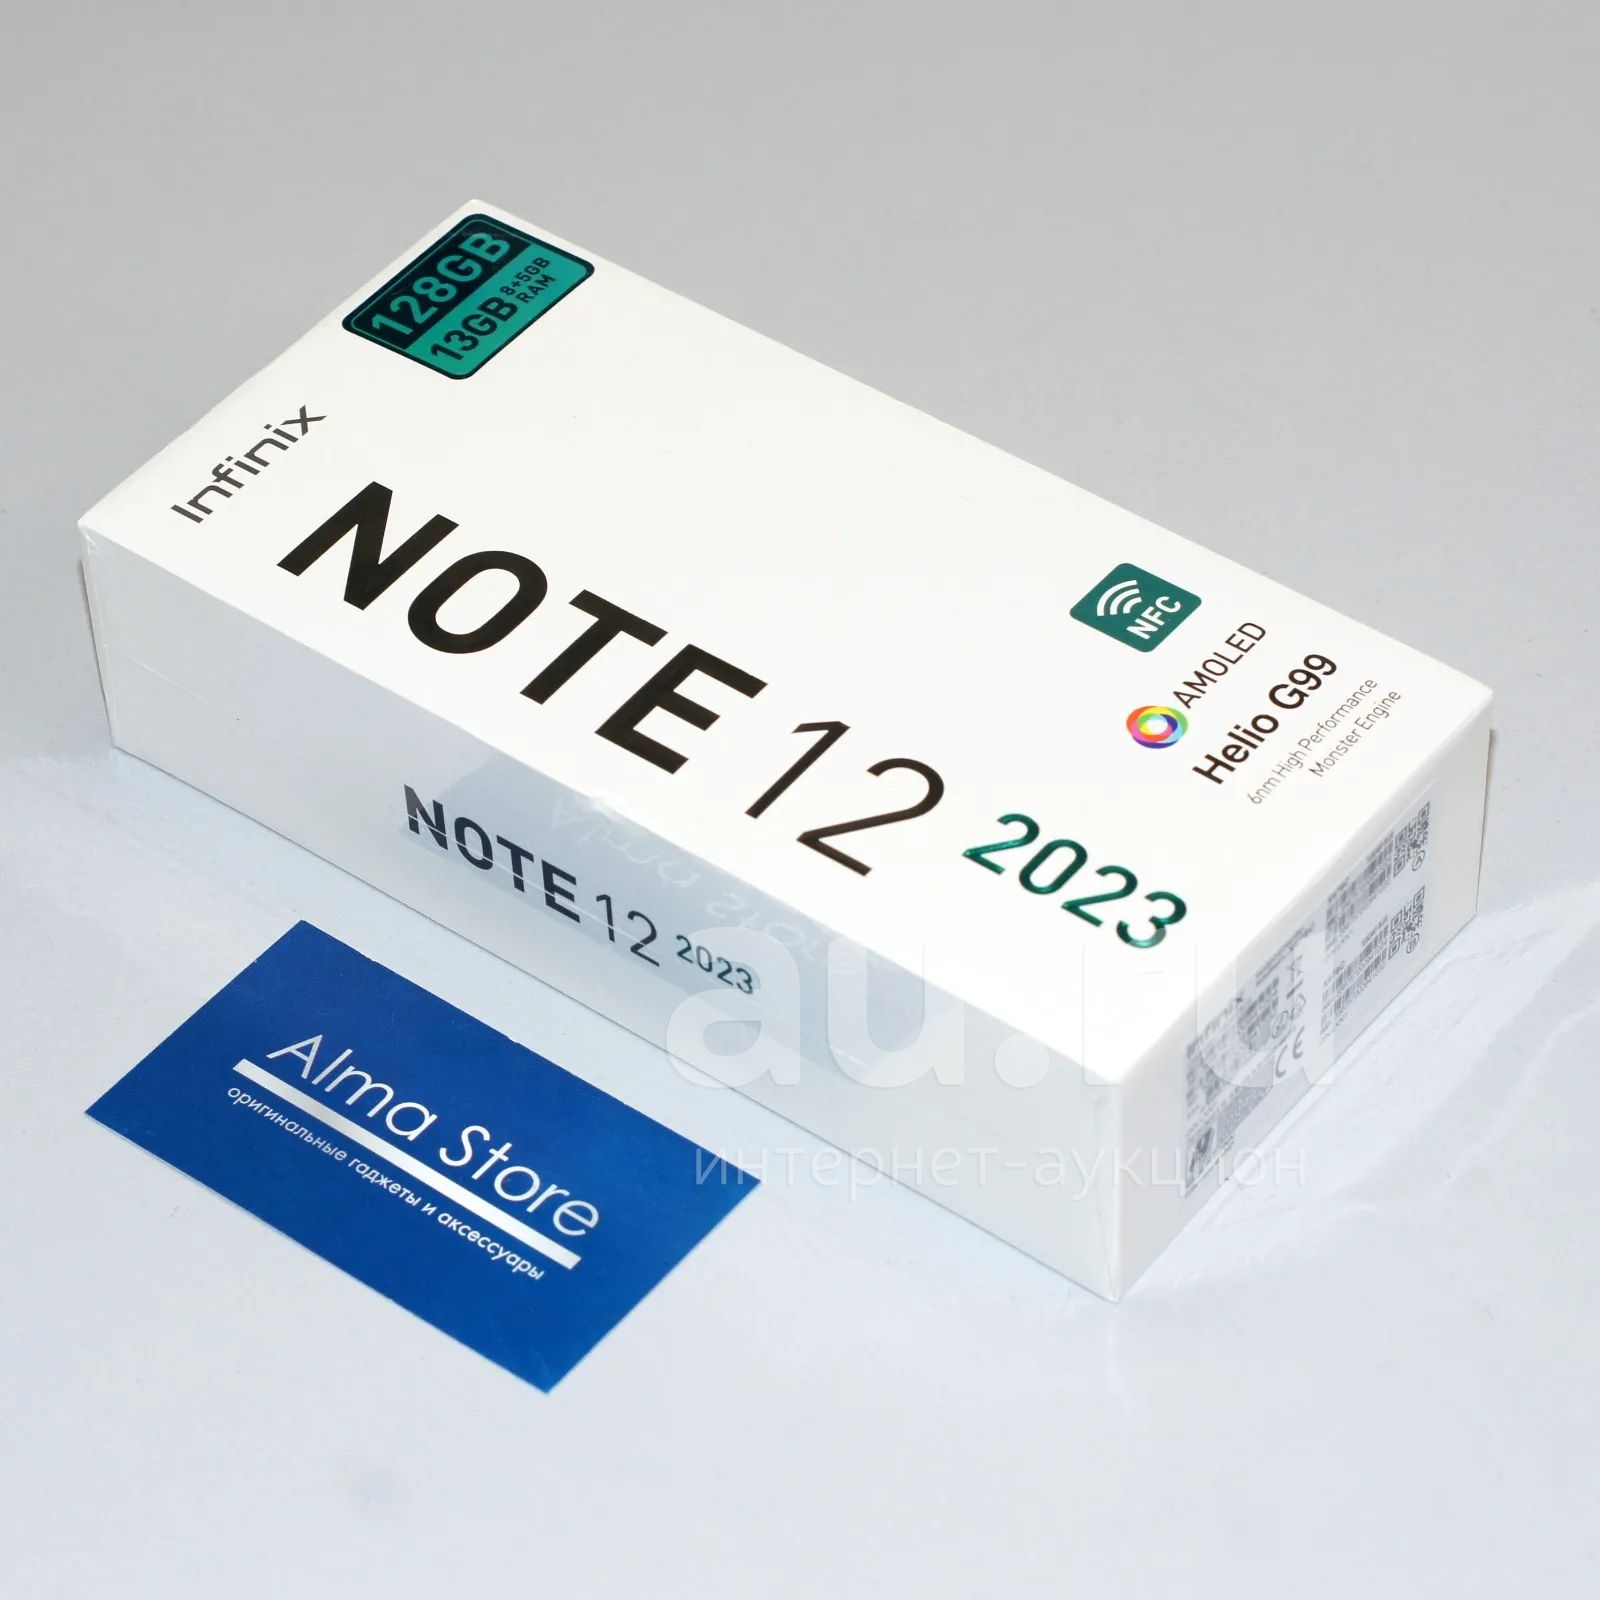 128GB
13GB 8+5GB
RAM
Infinix
NOTE 12 2023
NFC
AMOLED
Helio G99
6nm High Performance
Monster Engine
NOTE 12 2023
Alma Store
оригинальные гаджеты и аксессуары
au.ru
интернет-аукцион